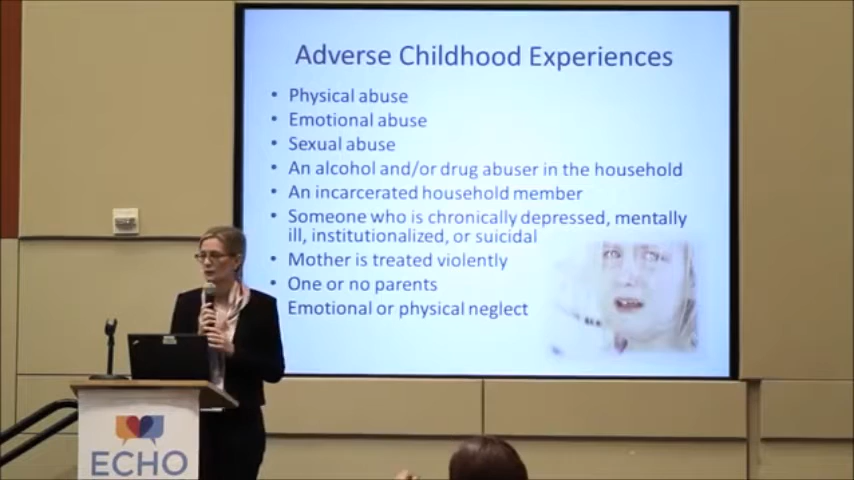 Adverse Childhood Experiences
• Physical abuse
• Emotional abuse
• Sexual abuse
• An alcohol and/or drug abuser in the household
• An incarcerated household member
• Someone who is chronically depressed, mentally
ill, institutionalized, or suicidal
• Mother is treated violently
• One or no parents
Emotional or physical neglect
ECHO